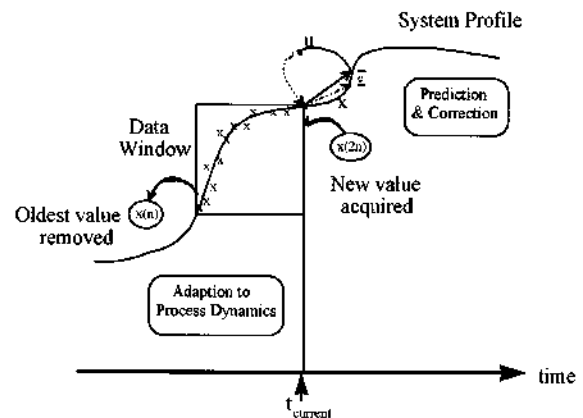 System Profile
u
ε
x
Prediction
& Correction
Data
Window
x(2n)
New value
acquired
x(n)
Oldest value
removed
Adaption to
Process Dynamics
time
t current